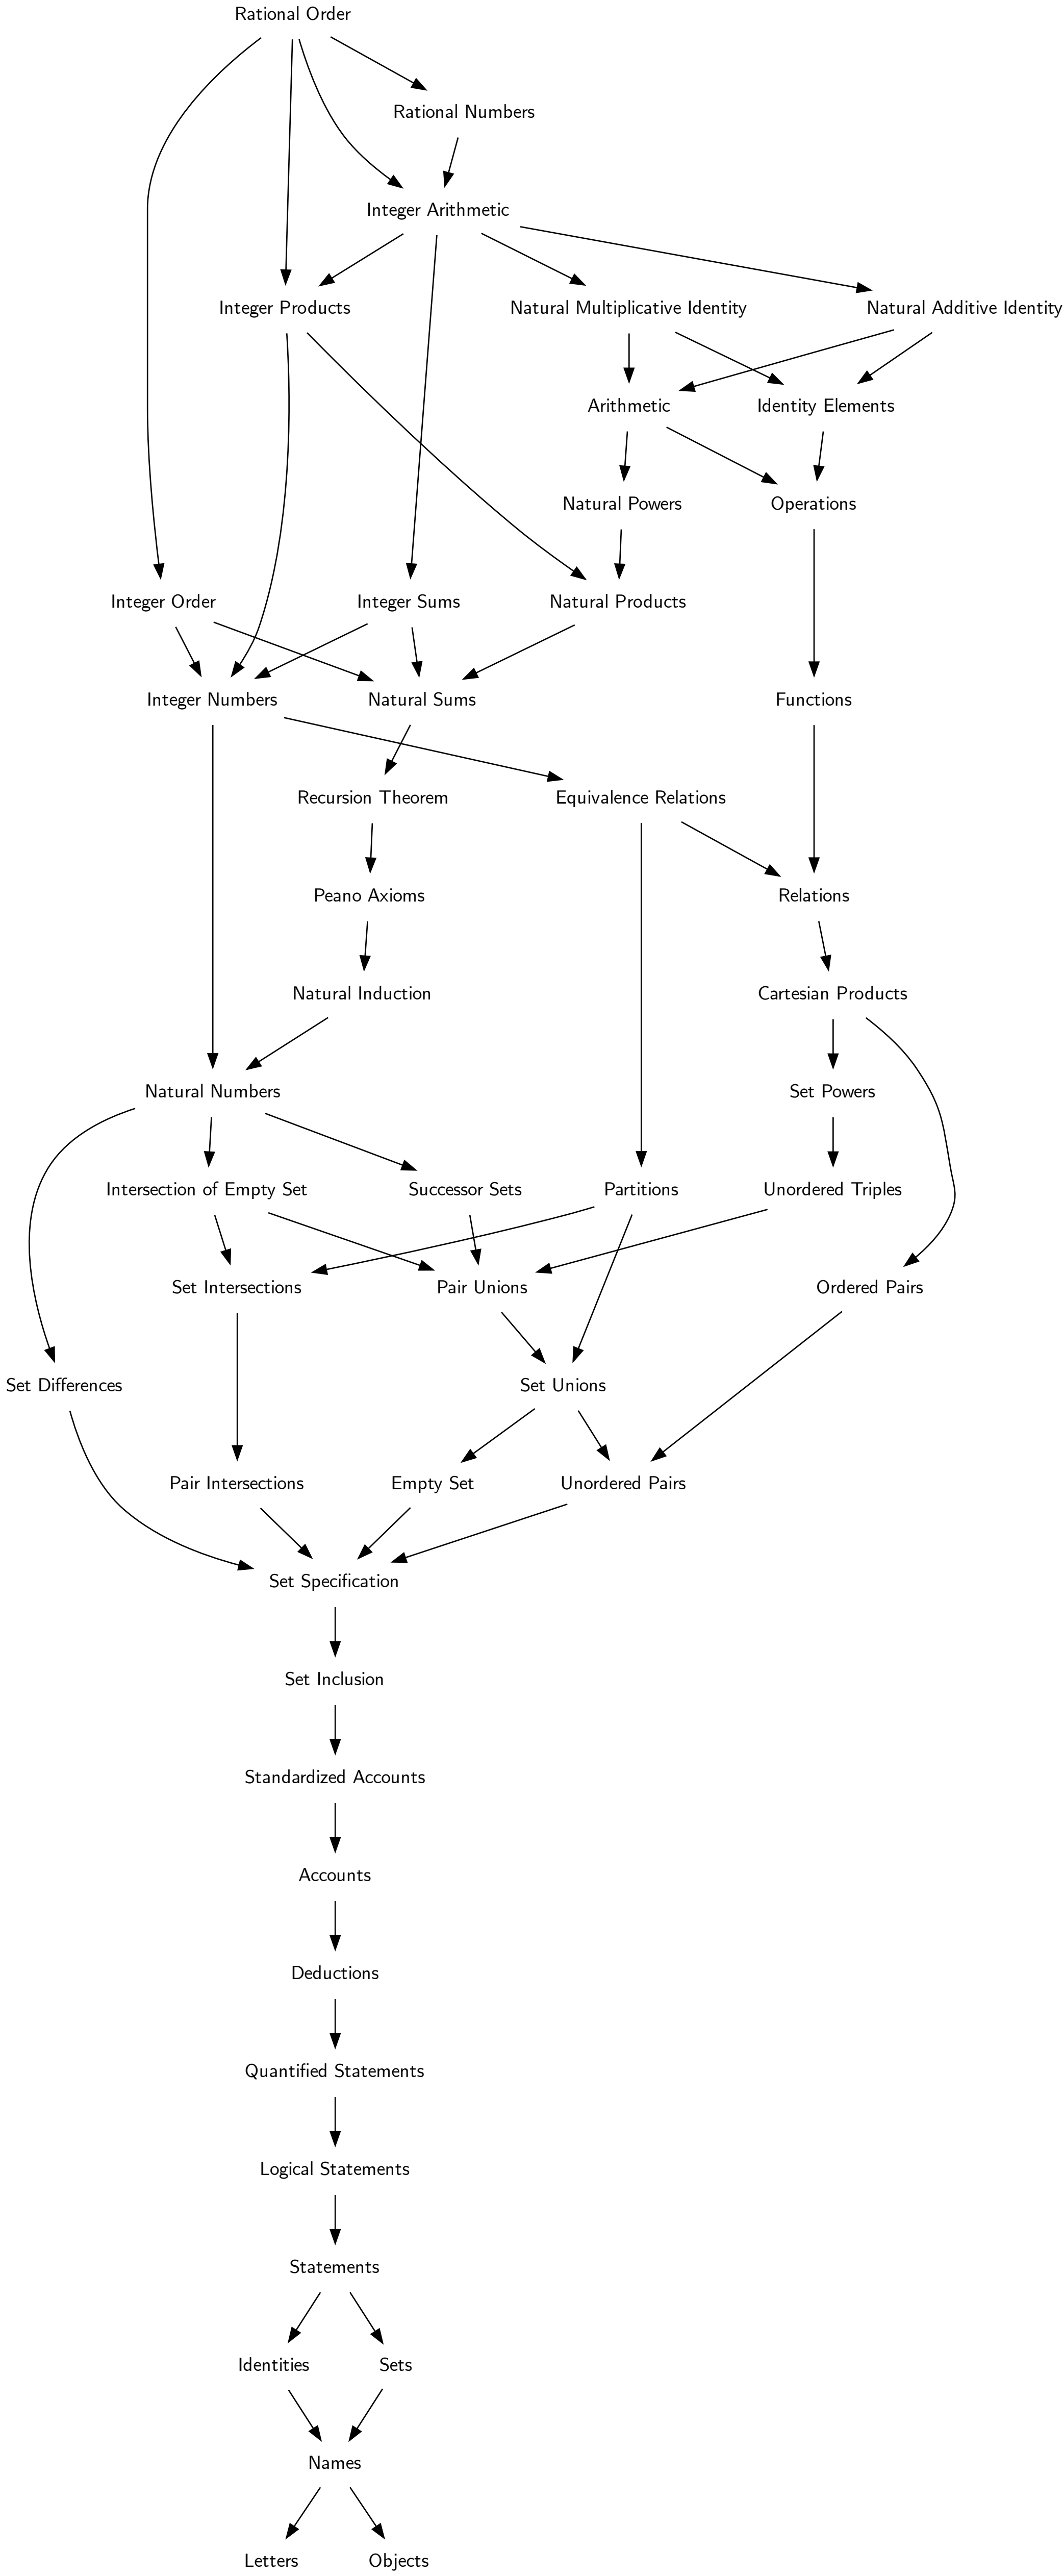 Rational Order
Rational Numbers
Integer Arithmetic
Integer Products
Natural Multiplicative Identity
Natural Additive Identity
Arithmetic
Identity Elements
Natural Powers
Operations
Integer Order
Integer Sums
Natural Products
Integer Numbers
Natural Sums
Functions
Recursion Theorem
Equivalence Relations
Peano Axioms
Relations
Natural Induction
Cartesian Products
Natural Numbers
Set Powers
Intersection of Empty Set
Successor Sets
Partitions
Unordered Triples
Set Intersections
Pair Unions
Ordered Pairs
Set Differences
Set Unions
Pair Intersections
Empty Set
Unordered Pairs
Set Specification
Set Inclusion
Standardized Accounts
Accounts
Deductions
Quantified Statements
Logical Statements
Statements
Identities
Sets
Names
Letters
Objects